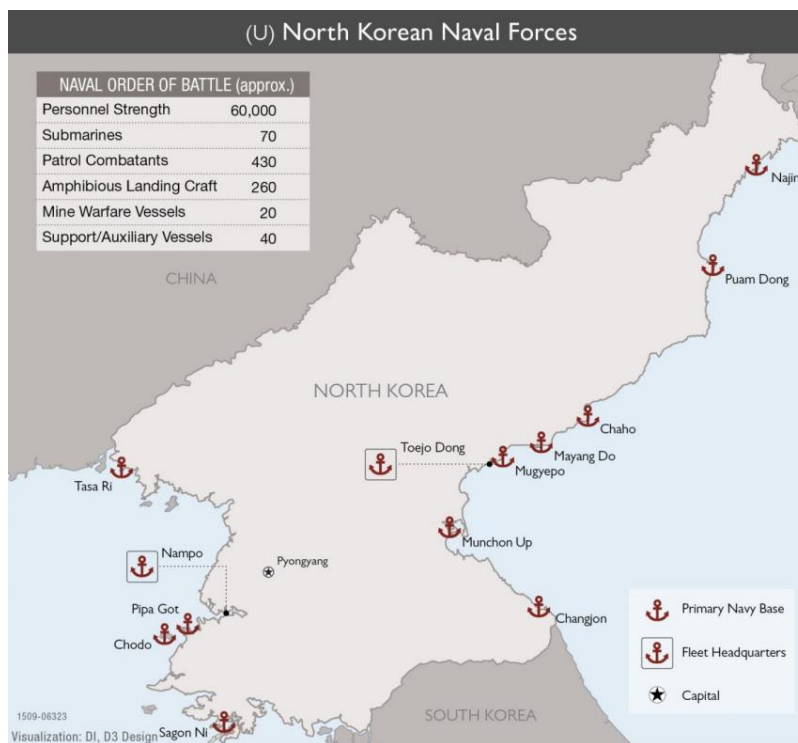 (U) North Korean Naval Forces
NAVAL ORDER OF BATTLE (approx.)
Personnel Strength 60,000
Submarines 70
Patrol Combatants 430
Amphibious Landing Craft 260
Mine Warfare Vessels 20
Support/Auxiliary Vessels 40
Najin
CHINA
Puam Dong
NORTH KOREA
Chaho
Toejo Dong
Mayang Do
Mugyepo
Tasa Ri
Munchon Up
Nampo
Pyongyang
Pipa Got
Changjon
Chodo
Primary Navy Base
Fleet Headquarters
Capital
SOUTH KOREA
1509-06323
Sagon Ni
Visualization: DI, D3 Design